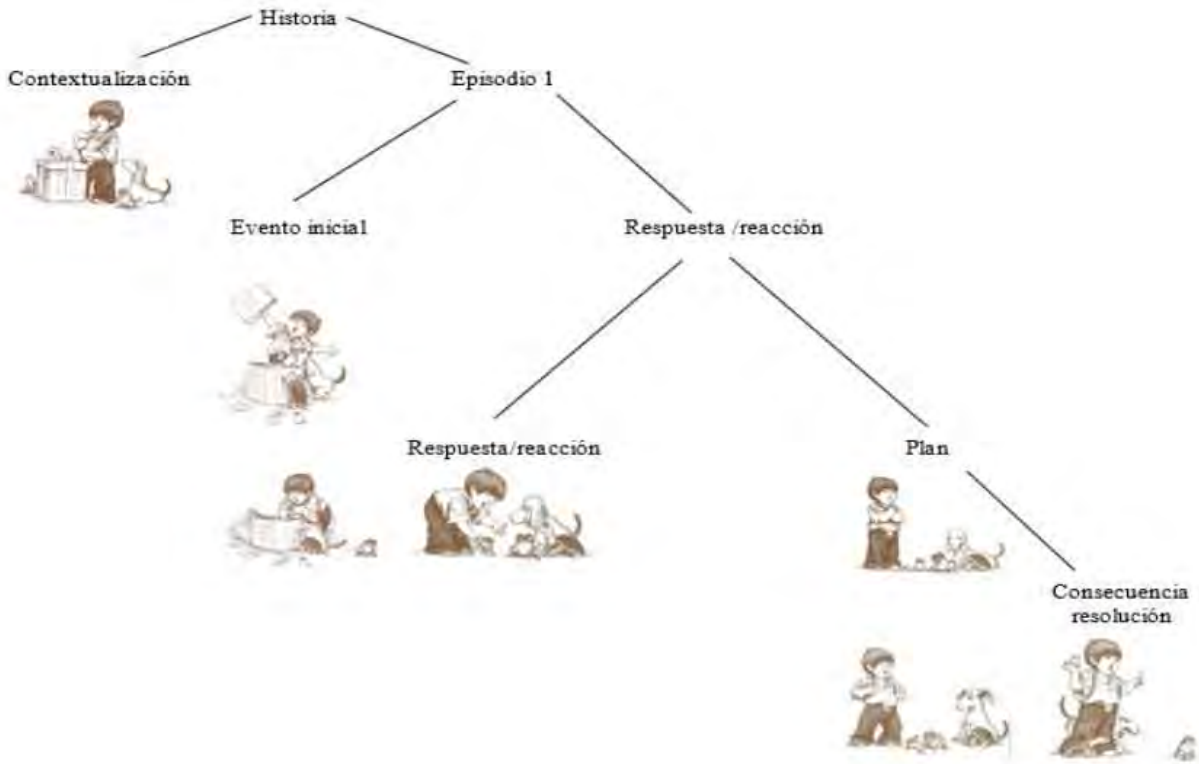 Historia
Contextualización
Episodio 1
Evento inicial
Respuesta /reacción
Respuesta/reacción
Plan
Consecuencia
resolución